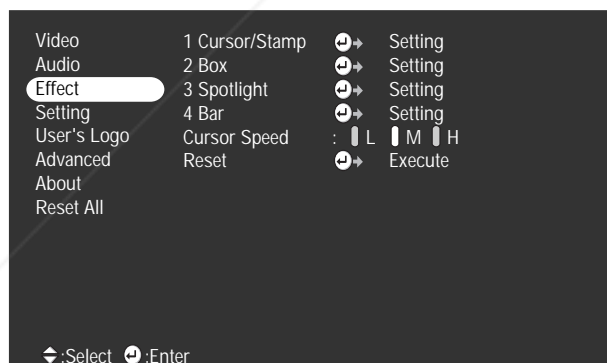 Video 1 Cursor/Stamp Setting
Audio 2 Box Setting
Effect 3 Spotlight Setting
Setting 4 Bar Setting
User's Logo Cursor Speed : L M H
Advanced Reset Execute
About
Reset All
:Select :Enter